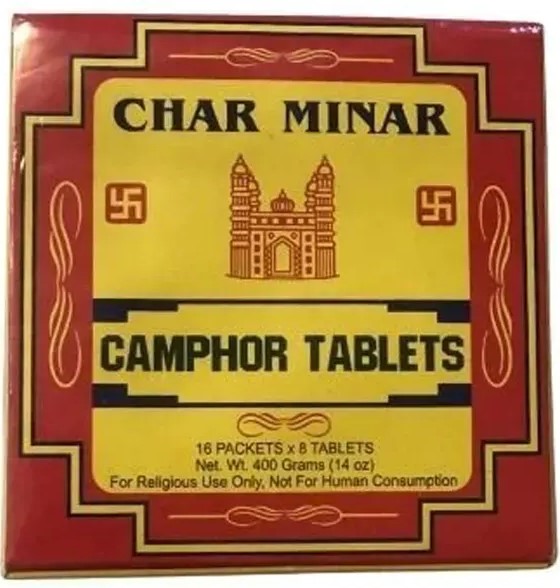 CHAR MINAR
CAMPHOR TABLETS
16 PACKETS x 8 TABLETS
Net. Wt. 400 Grams (14 oz)
For Religious Use Only, Not For Human Consumption